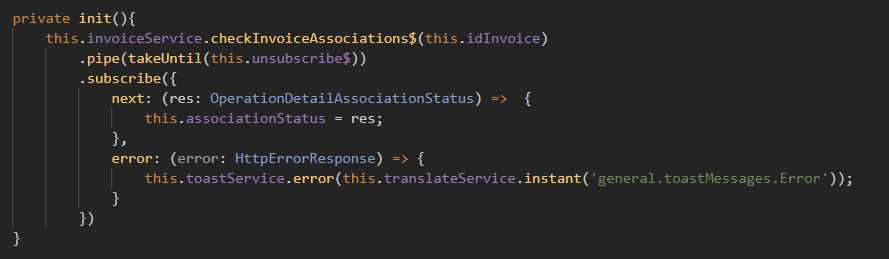 private init(){
    this.invoiceService.checkInvoiceAssociations$(this.idInvoice)
        .pipe(takeUntil(this.unsubscribe$))
        .subscribe({
            next: (res: OperationDetailAssociationStatus) =>  {
                this.associationStatus = res;
            },
            error: (error: HttpErrorResponse) => {
                this.toastService.error(this.translateService.instant('general.toastMessages.Error'));
            }
        })
}